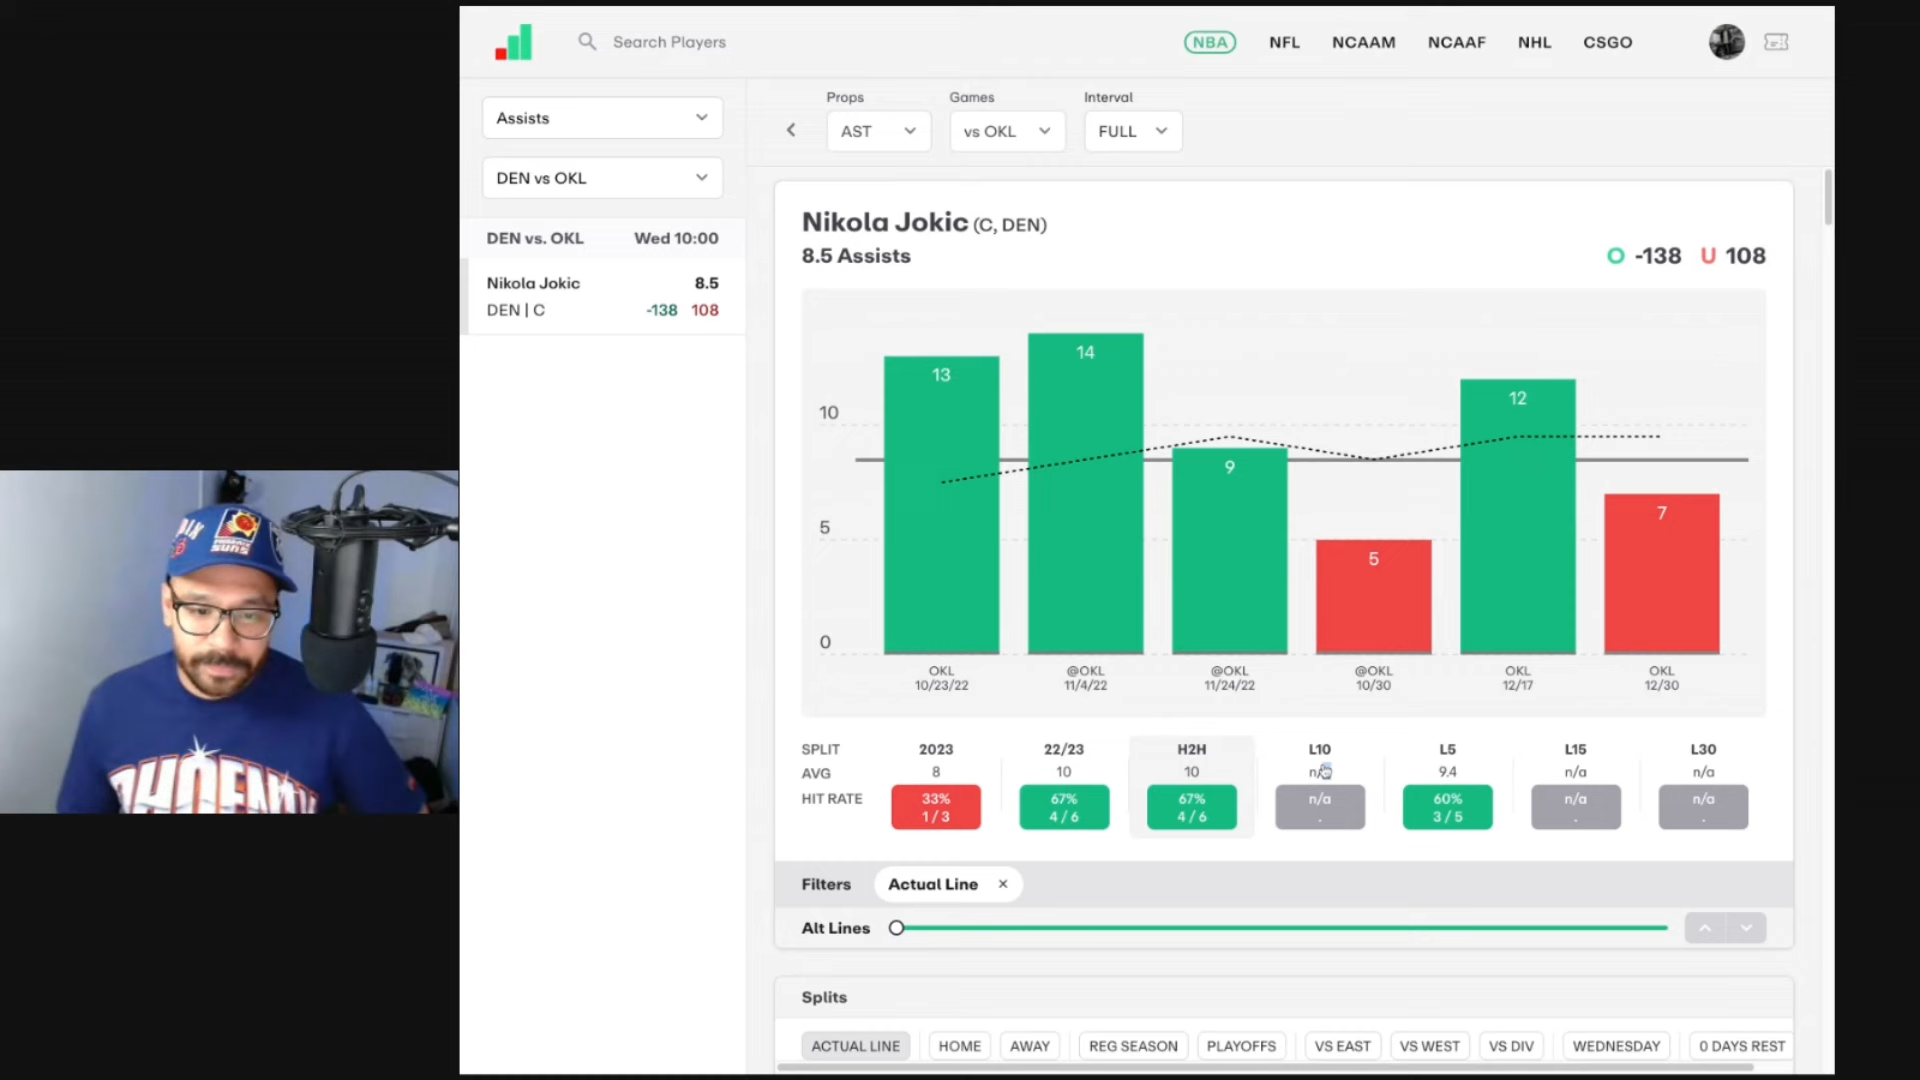 Search Players
NBA
NFL
NCAAM
NCAAF
NHL
CSGO
Assists
DEN vs OKL
DEN vs. OKL Wed 10:00
Nikola Jokic 8.5
DEN | C -138 108
Props
AST
Games
vs OKL
Interval
FULL
Nikola Jokic (C, DEN)
8.5 Assists
O -138 U 108
10
5
0
13
14
9
5
12
7
OKL
10/23/22
@OKL
11/4/22
@OKL
11/24/22
@OKL
10/30
OKL
12/17
OKL
12/30
SPLIT 2023 22/23 H2H L10 L5 L15 L30
AVG 8 10 10 9.4 n/a n/a
HIT RATE 33% 67% 67% n/a 60% n/a n/a
1 / 3 4 / 6 4 / 6 . 3 / 5 . .
Filters Actual Line ×
Alt Lines
Splits
ACTUAL LINE HOME AWAY REG SEASON PLAYOFFS VS EAST VS WEST VS DIV WEDNESDAY 0 DAYS REST
SUNS